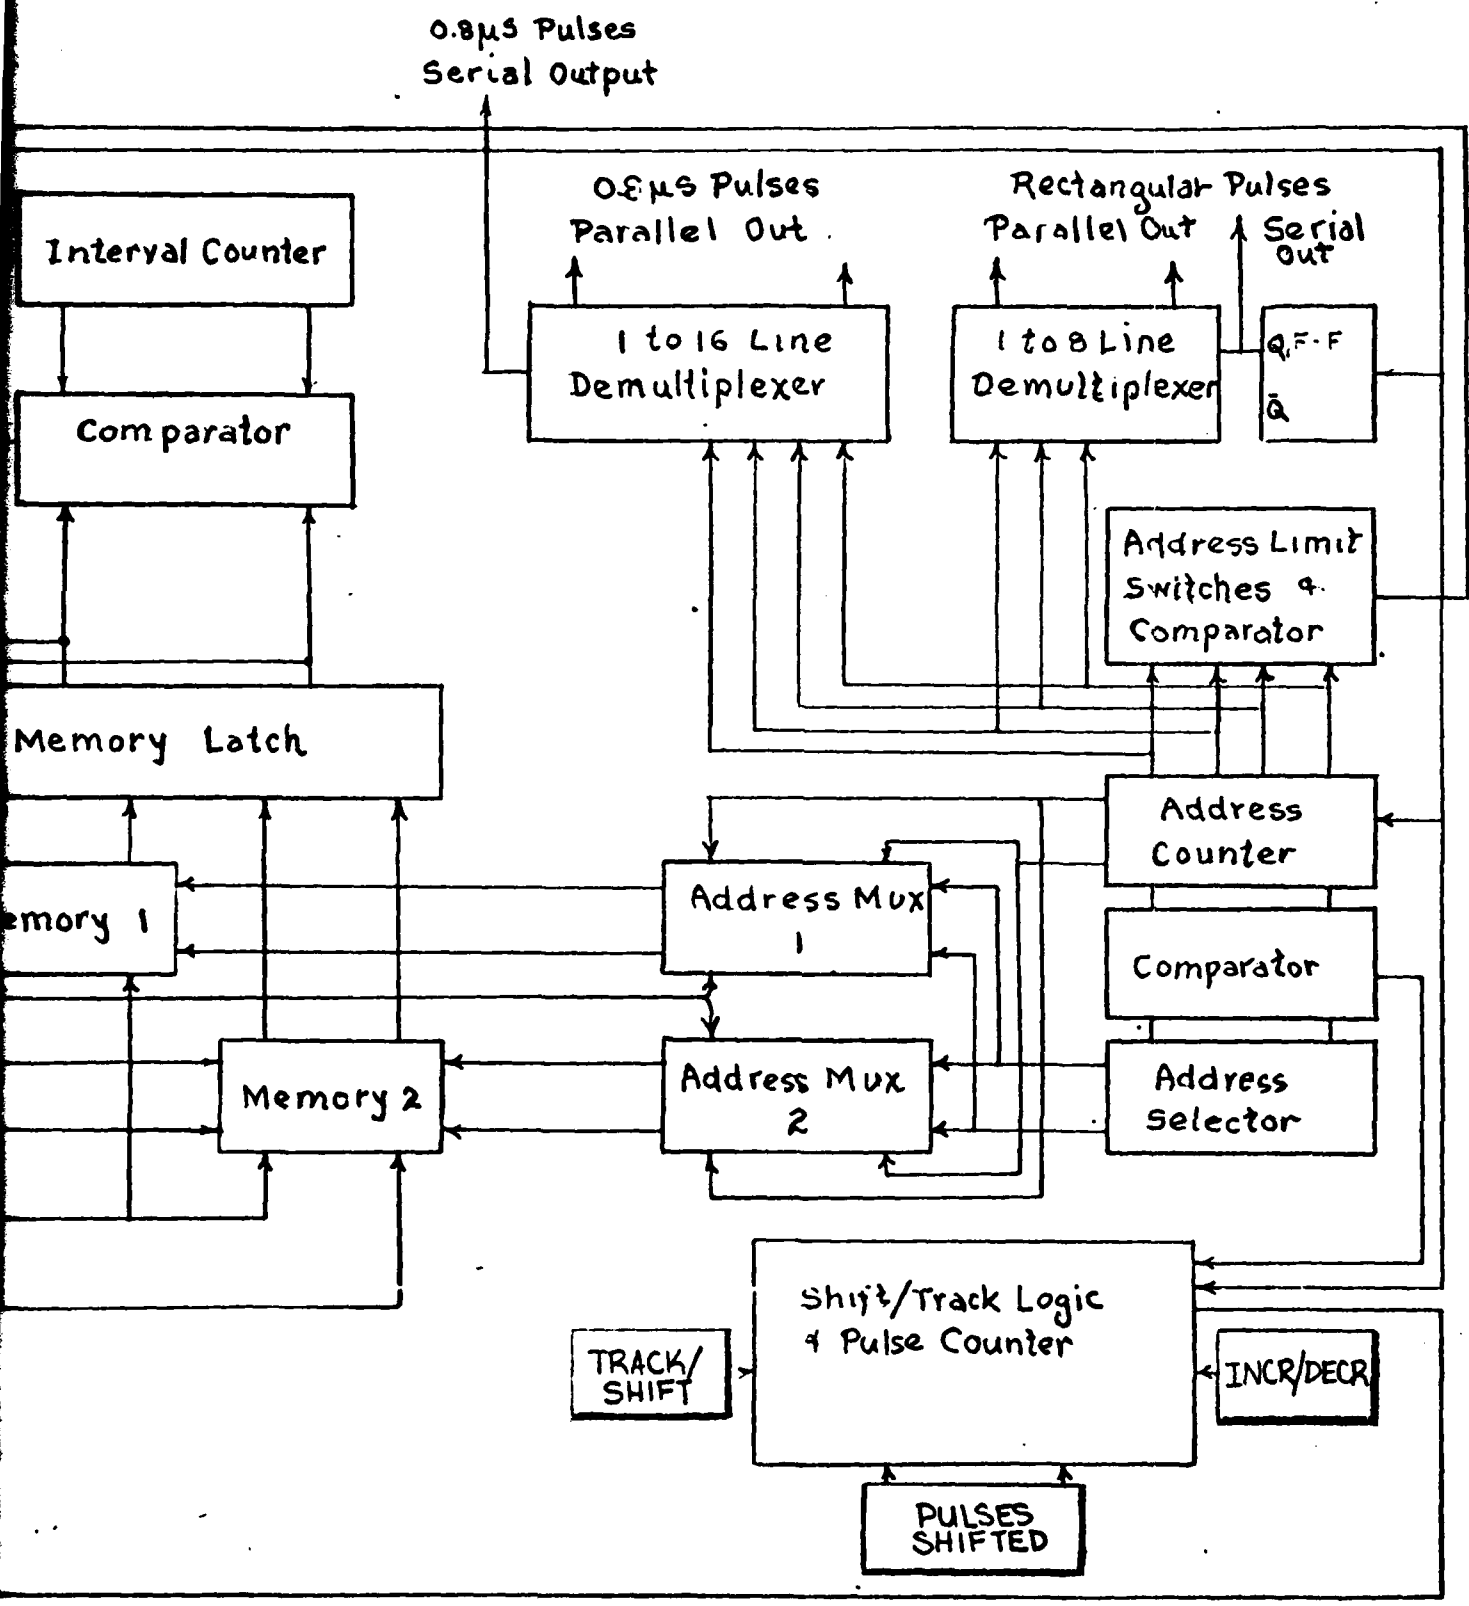 0.8µS Pulses
Serial Output
0.8µS Pulses
Parallel Out
Rectangular Pulses
Parallel Out
Serial
Out
Interval Counter
1 to 16 Line
Demultiplexer
1 to 8 Line
Demultiplexer
Q, F-F
Q̄
Comparator
Address Limit
Switches &
Comparator
Memory Latch
Address
Counter
emory 1
Address Mux
1
Comparator
Memory 2
Address Mux
2
Address
Selector
Shift/Track Logic
& Pulse Counter
TRACK/
SHIFT
INCR/DECR
PULSES
SHIFTED